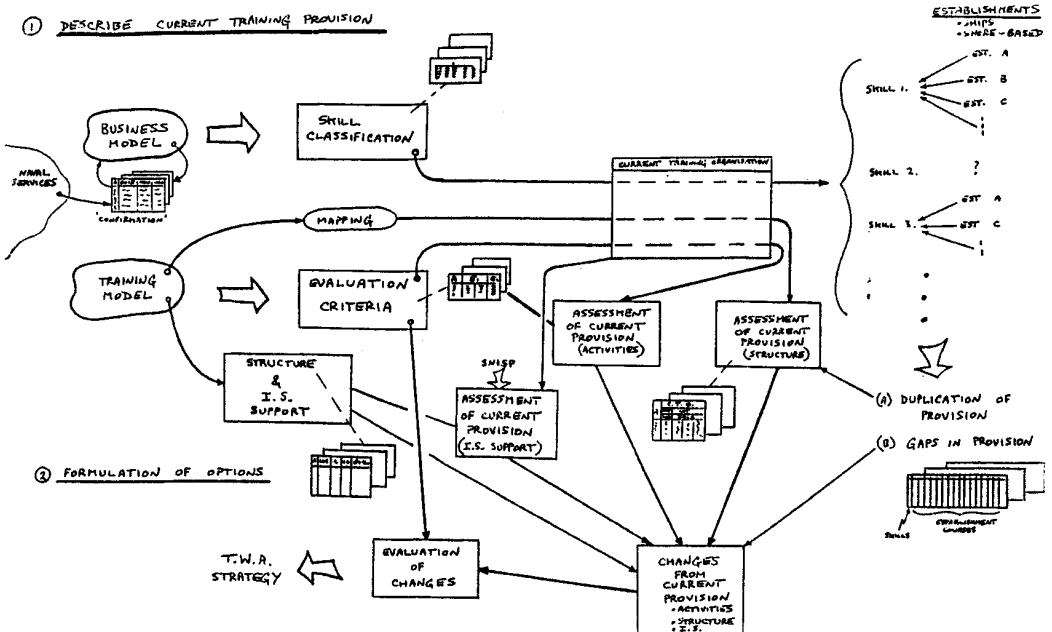 ① DESCRIBE CURRENT TRAINING PROVISION
ESTABLISHMENTS
• SHIPS
• SHORE-BASED
BUSINESS
MODEL
SKILL
CLASSIFICATION
NAVAL
SERVICES
"CONFIRMATION"
CURRENT TRAINING ORGANISATION
SKILL 1.
EST. A
EST. B
EST. C
SKILL 2.
?
SKILL 3.
EST A
EST C
MAPPING
TRAINING
MODEL
EVALUATION
CRITERIA
ASSESSMENT
OF CURRENT
PROVISION
(ACTIVITIES)
ASSESSMENT
OF CURRENT
PROVISION
(STRUCTURE)
STRUCTURE
&
I.S.
SUPPORT
SNISP
ASSESSMENT
OF CURRENT
PROVISION
(I.S. SUPPORT)
(A) DUPLICATION OF
PROVISION
(B) GAPS IN PROVISION
SKILLS
ESTABLISHMENT
COURSES
② FORMULATION OF OPTIONS
T.W.A.
STRATEGY
EVALUATION
OF
CHANGES
CHANGES
FROM
CURRENT
PROVISION
• ACTIVITIES
• STRUCTURE
• I.S.